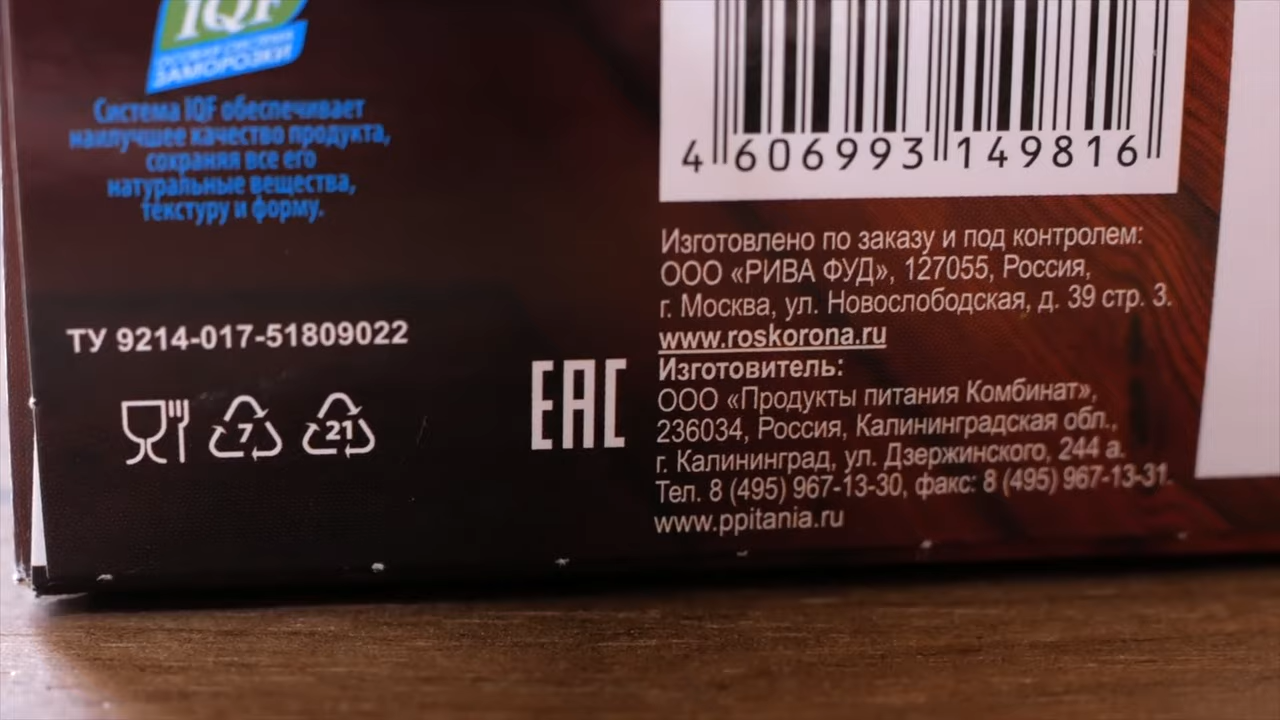 IQF
ЗАМОРОЗКИ
Система IQF обеспечивает
наилучшее качество продукта,
сохраняя все его
натуральные вещества,
текстуру и форму.
ТУ 9214-017-51809022
7
21
EAC
4 606993 149816
Изготовлено по заказу и под контролем:
ООО «РИВА ФУД», 127055, Россия,
г. Москва, ул. Новослободская, д. 39 стр. 3.
www.roskorona.ru
Изготовитель:
ООО «Продукты питания Комбинат»,
236034, Россия, Калининградская обл.,
г. Калининград, ул. Дзержинского, 244 а.
Тел. 8 (495) 967-13-30, факс: 8 (495) 967-13-31.
www.ppitania.ru